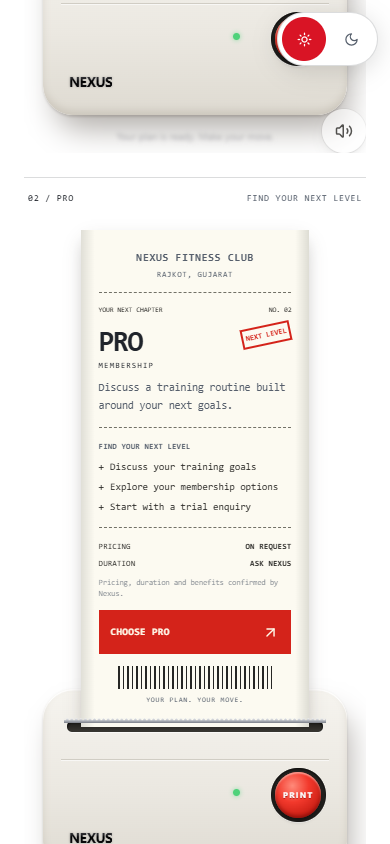 NEXUS
Your plan is ready. Make your move.
02 / PRO
FIND YOUR NEXT LEVEL
NEXUS FITNESS CLUB
RAJKOT, GUJARAT
YOUR NEXT CHAPTER
NO. 02
PRO
NEXT LEVEL
MEMBERSHIP
Discuss a training routine built
around your next goals.
FIND YOUR NEXT LEVEL
+ Discuss your training goals
+ Explore your membership options
+ Start with a trial enquiry
PRICING ON REQUEST
DURATION ASK NEXUS
Pricing, duration and benefits confirmed by
Nexus.
CHOOSE PRO
YOUR PLAN. YOUR MOVE.
PRINT
NEXUS